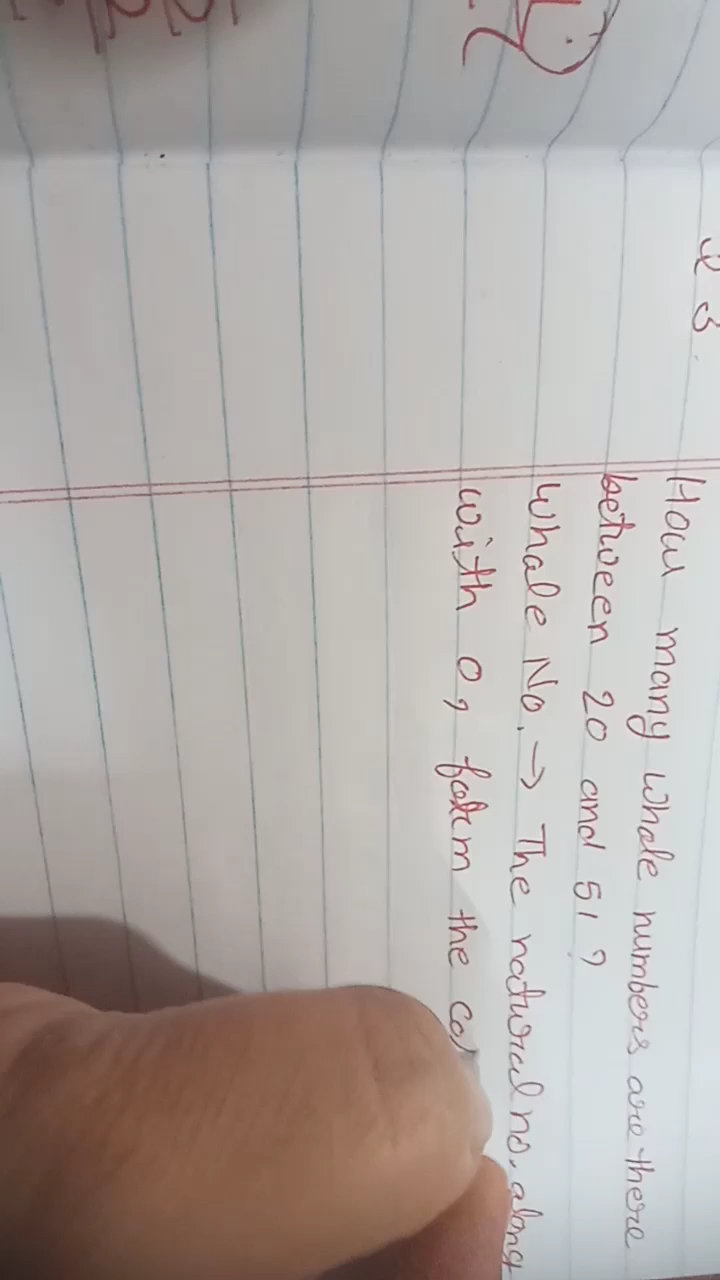 Q 3.
How many whole numbers are there
between 20 and 51?
Whole No. → The natural no. along
with 0, form the